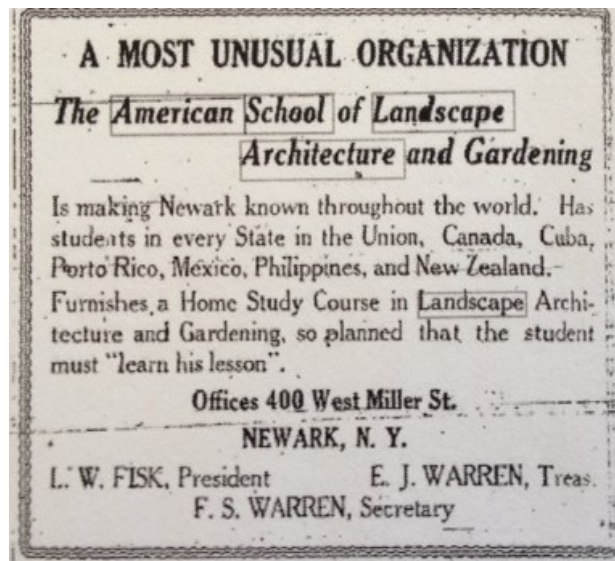 A MOST UNUSUAL ORGANIZATION
The American School of Landscape
Architecture and Gardening
Is making Newark known throughout the world. Has
students in every State in the Union, Canada, Cuba,
Porto Rico, Mexico, Philippines, and New Zealand.
Furnishes a Home Study Course in Landscape Archi-
tecture and Gardening, so planned that the student
must "learn his lesson".
Offices 400 West Miller St.
NEWARK, N. Y.
L. W. FISK, President E. J. WARREN, Treas.
F. S. WARREN, Secretary